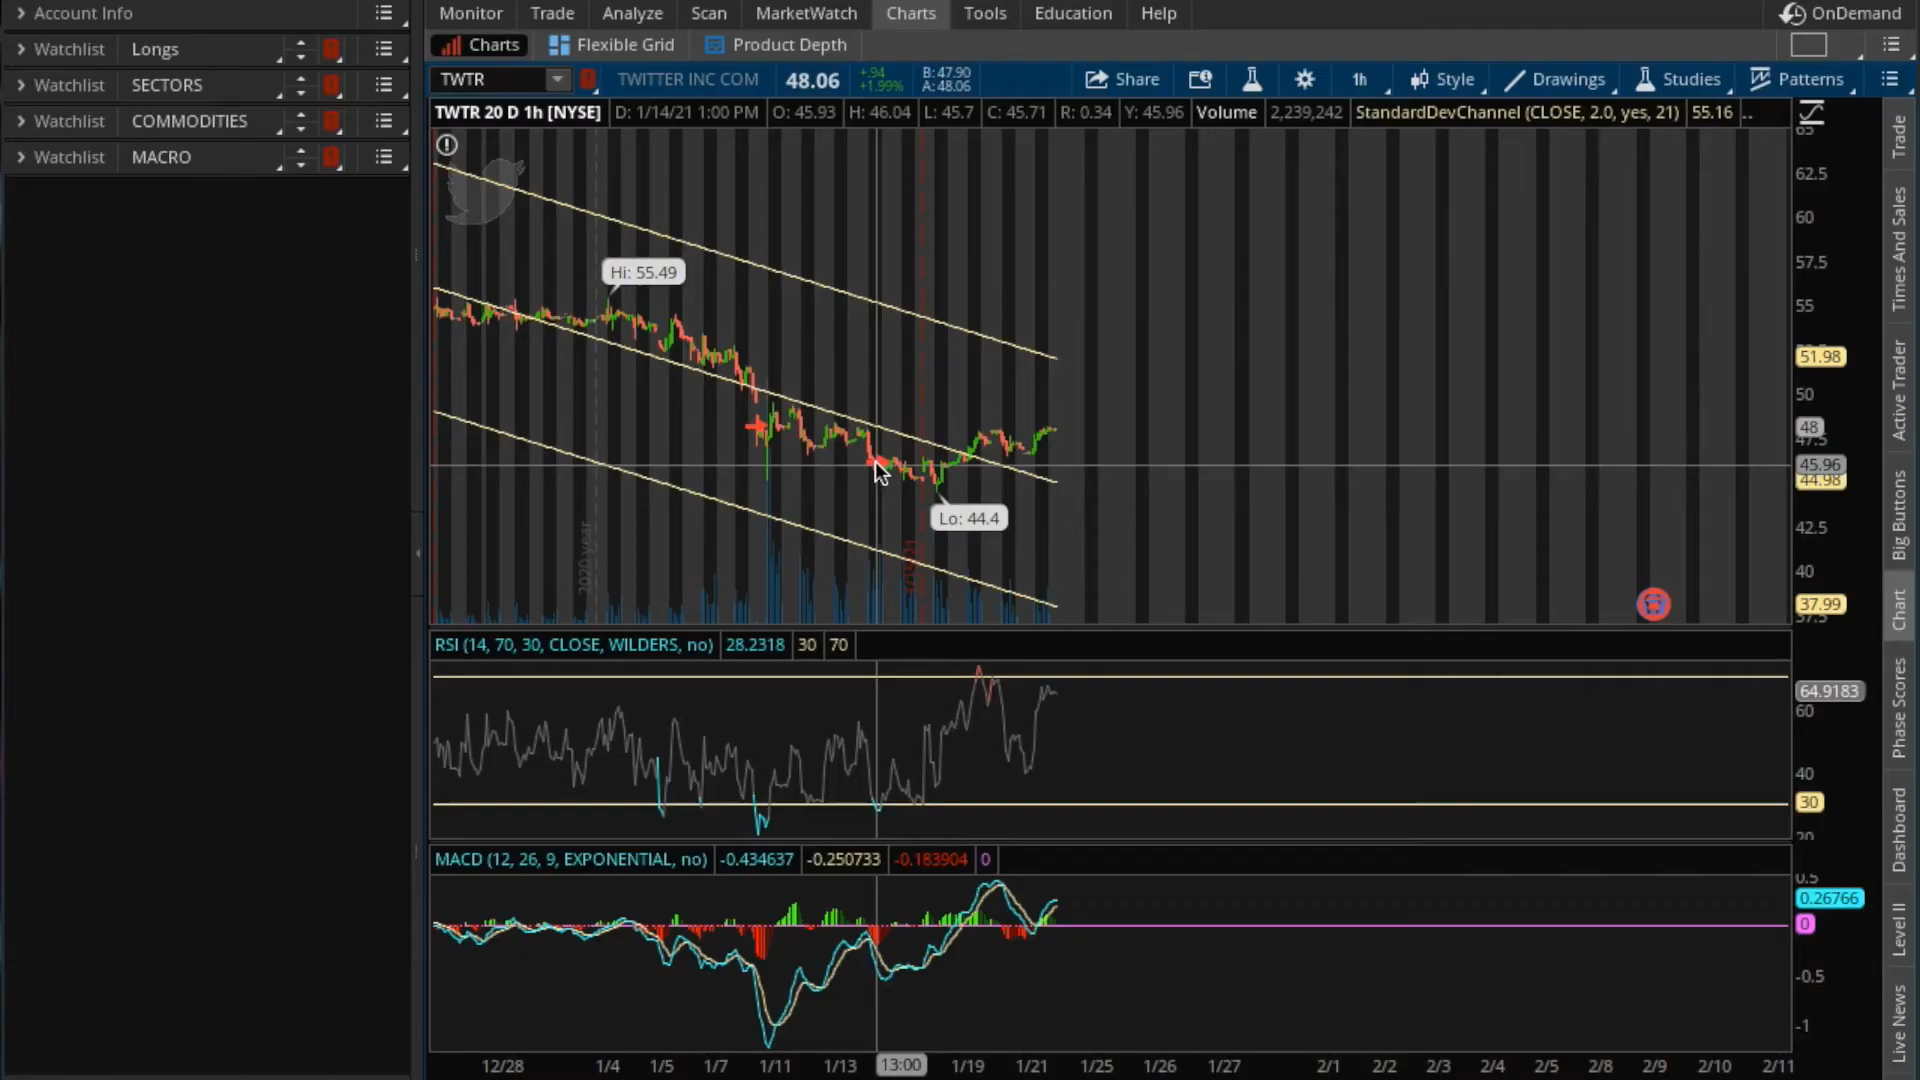 Account Info
Monitor Trade Analyze Scan MarketWatch Charts Tools Education Help OnDemand
Watchlist Longs
Charts Flexible Grid Product Depth
Watchlist SECTORS
TWTR TWITTER INC COM 48.06 +.94 +1.99% B: 47.90 A: 48.06 Share 1h Style Drawings Studies Patterns
Watchlist COMMODITIES
TWTR 20 D 1h [NYSE] D: 1/14/21 1:00 PM O: 45.93 H: 46.04 L: 45.7 C: 45.71 R: 0.34 Y: 45.96 Volume 2,239,242 StandardDevChannel (CLOSE, 2.0, yes, 21) 55.16 ..
Watchlist MACRO
65
62.5
60
57.5
55
51.98
50
48
47.5
45.96
44.98
42.5
40
37.99
37.5
Hi: 55.49
Lo: 44.4
2020 year
RSI (14, 70, 30, CLOSE, WILDERS, no) 28.2318 30 70
64.9183
60
40
30
20
MACD (12, 26, 9, EXPONENTIAL, no) -0.434637 -0.250733 -0.183904 0
0.5
0.26766
0
-0.5
-1
12/28 1/4 1/5 1/7 1/11 1/13 13:00 1/19 1/21 1/25 1/26 1/27 2/1 2/2 2/3 2/4 2/5 2/8 2/9 2/10 2/11
Trade
Times And Sales
Active Trader
Big Buttons
Chart
Phase Scores
Dashboard
Level II
Live News